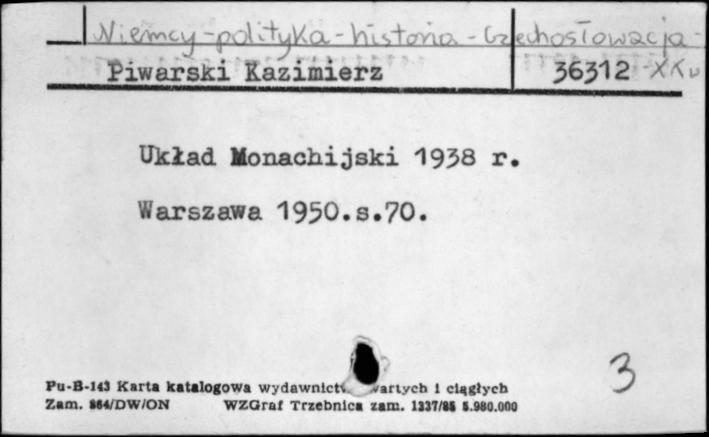 Niemcy-polityka-historia-Czechosłowacja-
Piwarski Kazimierz 36312 -XXw
Układ Monachijski 1938 r.
Warszawa 1950.s.70.
3
Pu-B-143 Karta katalogowa wydawnictw wartych i ciągłych
Zam. 864/DW/ON WZGraf Trzebnica zam. 1337/85 5.980.000